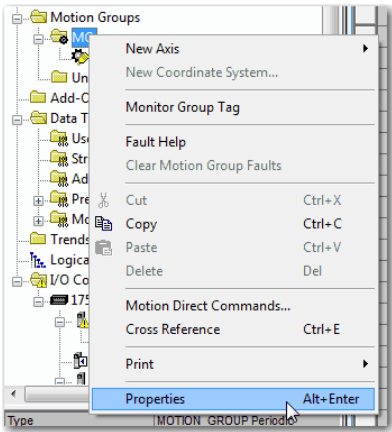 Motion Groups
MG
New Axis
New Coordinate System...
Un
Add-O
Monitor Group Tag
Data T
Us
Fault Help
Str
Clear Motion Group Faults
Ad
Pre
Cut Ctrl+X
Mo
Copy Ctrl+C
Trends
Paste Ctrl+V
Logica
Delete Del
I/O Co
175
Motion Direct Commands...
Cross Reference Ctrl+E
Print
Properties Alt+Enter
Type MOTION_GROUP Periodic